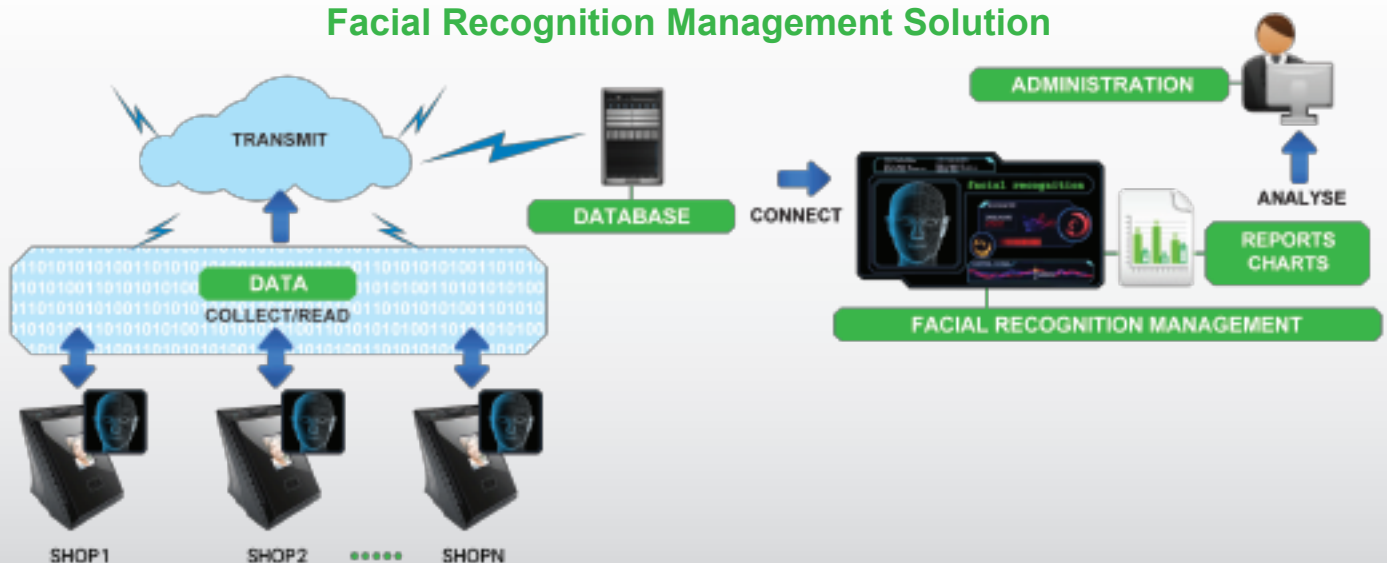 Facial Recognition Management Solution
ADMINISTRATION
TRANSMIT
DATABASE
CONNECT
facial recognition
ANALYSE
REPORTS
CHARTS
DATA
COLLECT/READ
FACIAL RECOGNITION MANAGEMENT
SHOP1
SHOP2
SHOPN